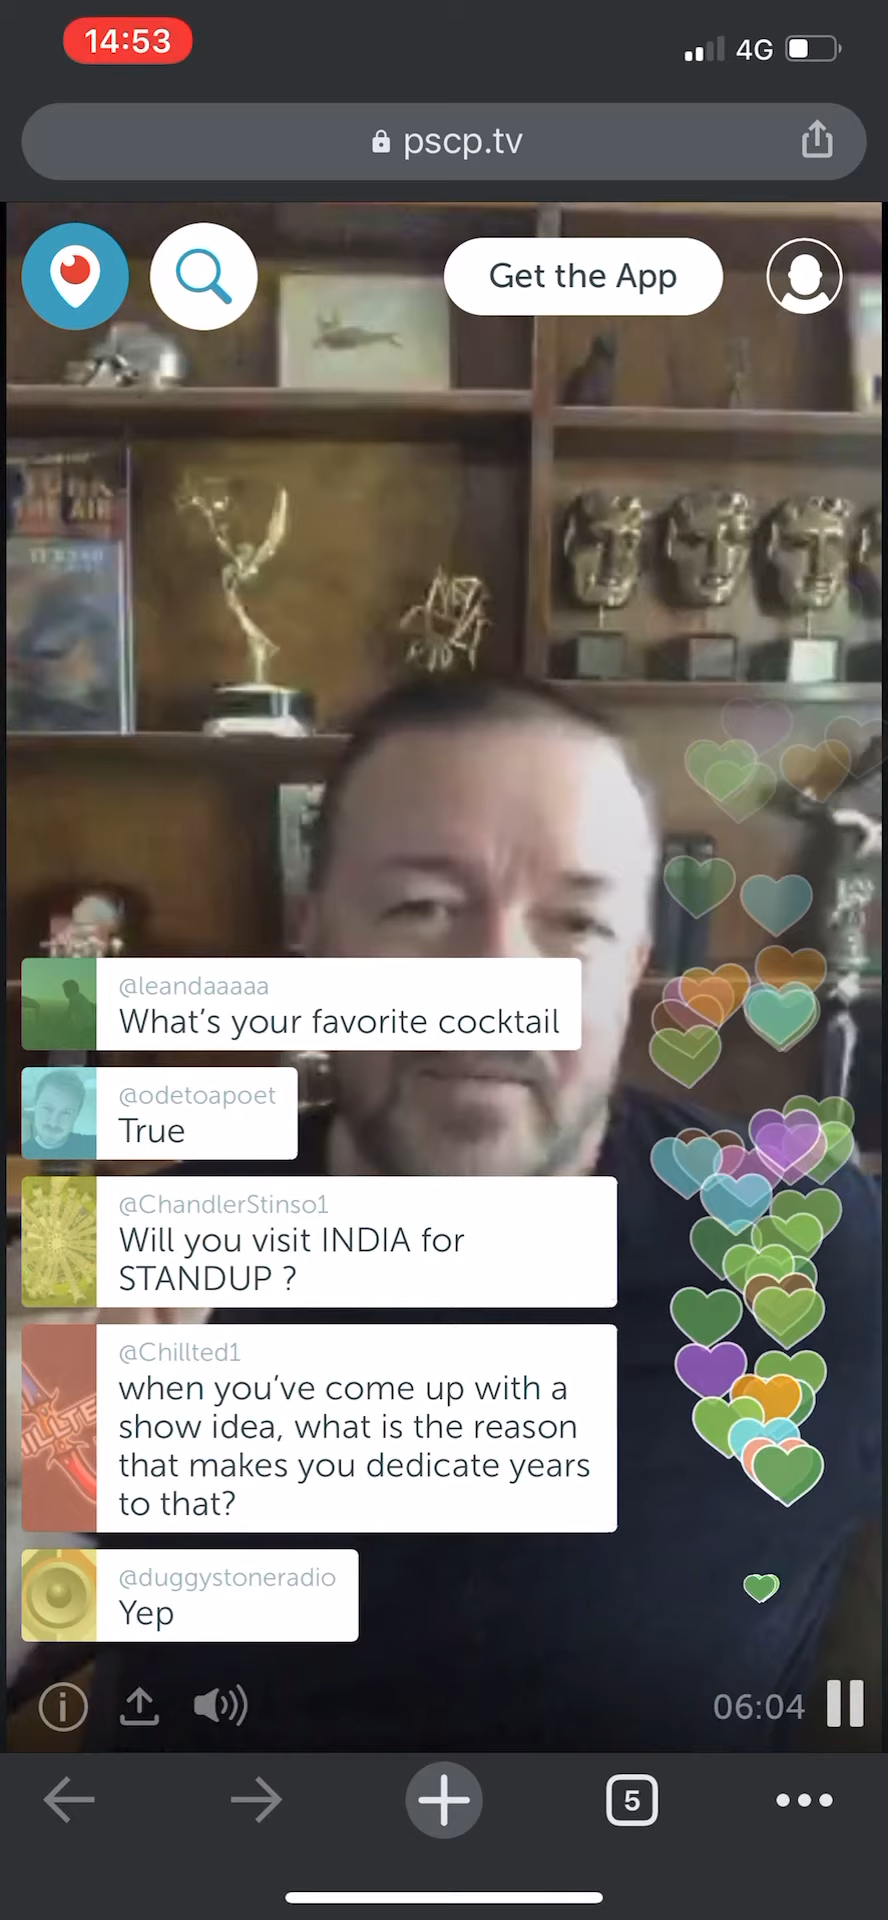 14:53
4G
pscp.tv
Get the App
THE AIR
@leandaaaaa
What's your favorite cocktail
@odetoapoet
True
@ChandlerStinso1
Will you visit INDIA for
STANDUP ?
@Chillted1
when you've come up with a
show idea, what is the reason
that makes you dedicate years
to that?
@duggystoneradio
Yep
06:04
5